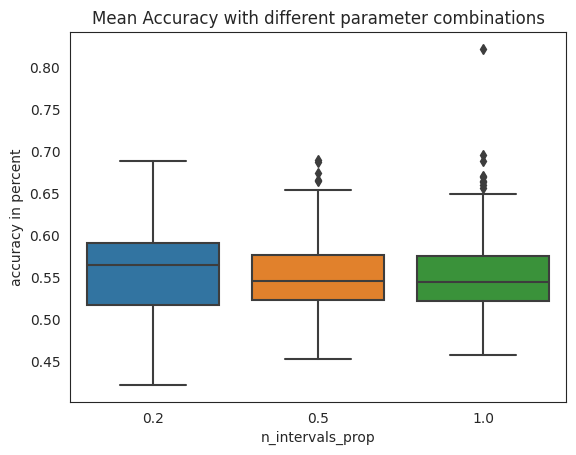 Mean Accuracy with different parameter combinations
accuracy in percent
0.80
0.75
0.70
0.65
0.60
0.55
0.50
0.45
0.2 0.5 1.0
n_intervals_prop